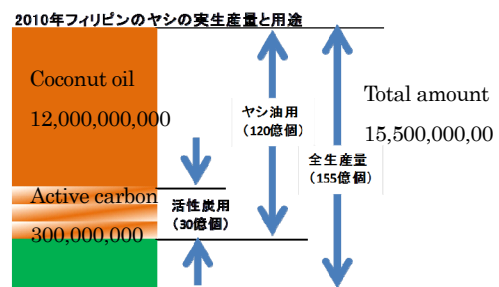 2010年フィリピンのヤシの実生産量と用途
Coconut oil
12,000,000,000
ヤシ油用
(120億個)
Total amount
15,500,000,00
全生産量
(155億個)
Active carbon
300,000,000
活性炭用
(30億個)